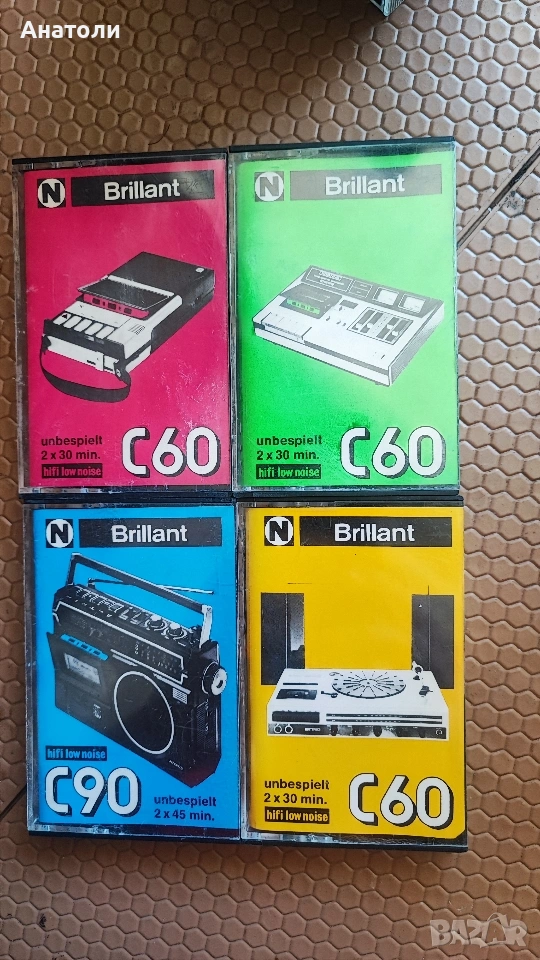 Анатоли
N Brillant
unbespielt
2 x 30 min.
hifi low noise
C60
N Brillant
unbespielt
2 x 30 min.
hifi low noise
C60
N Brillant
hifi low noise
C90
unbespielt
2 x 45 min.
N Brillant
unbespielt
2 x 30 min.
hifi low noise
C60
BAZAR